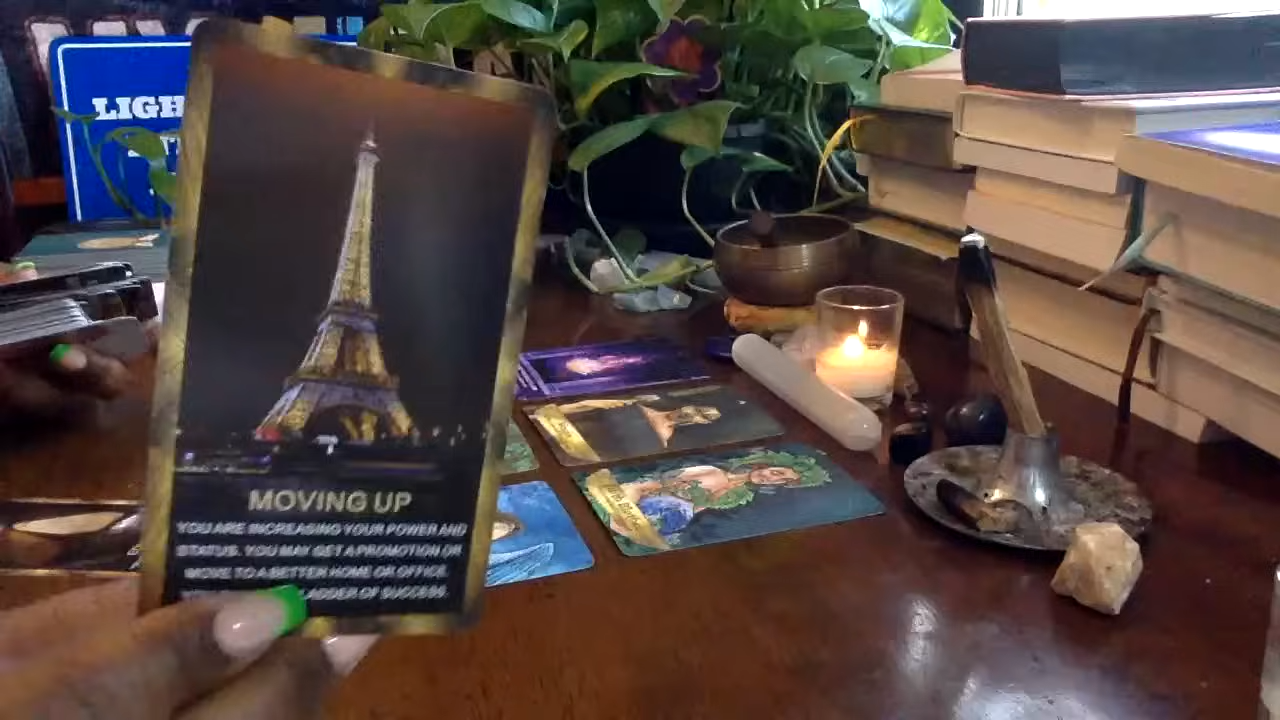 LIGH
MOVING UP
YOU ARE INCREASING YOUR POWER AND
STATUS. YOU MAY GET A PROMOTION OR
MOVE TO A BETTER HOME OR OFFICE.
LADDER OF SUCCESS.